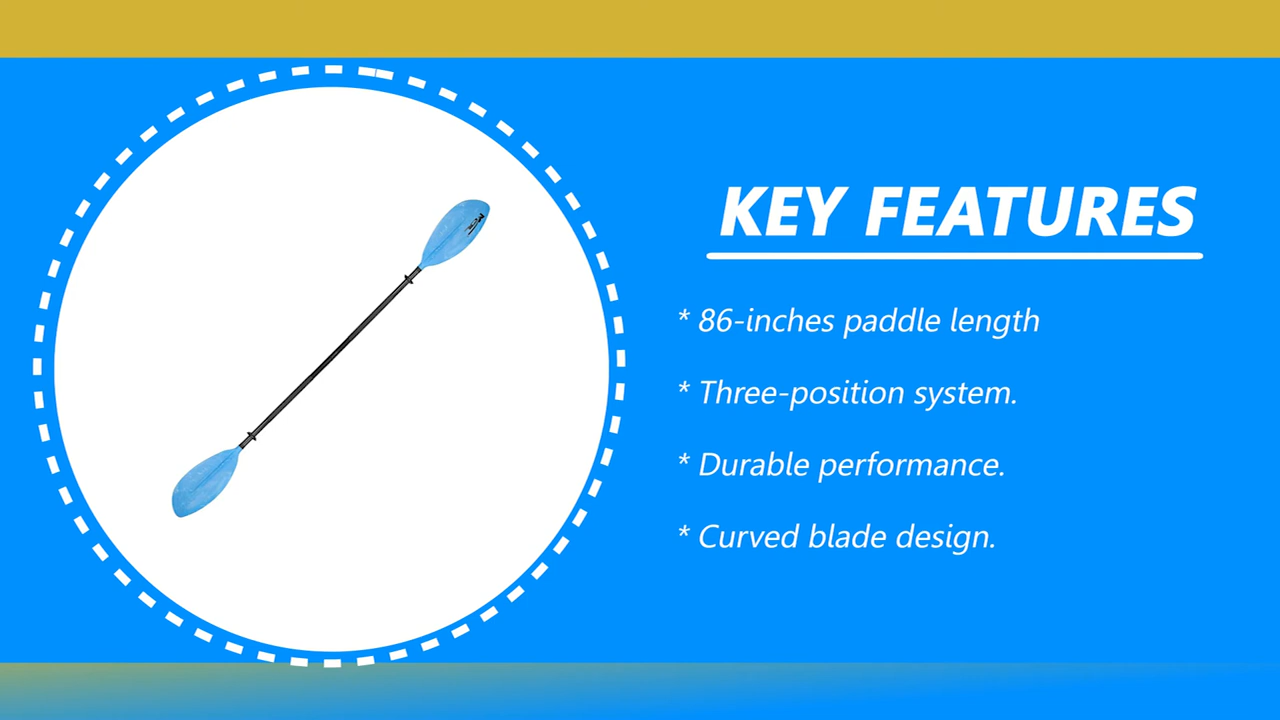 KEY FEATURES
* 86-inches paddle length
* Three-position system.
* Durable performance.
* Curved blade design.